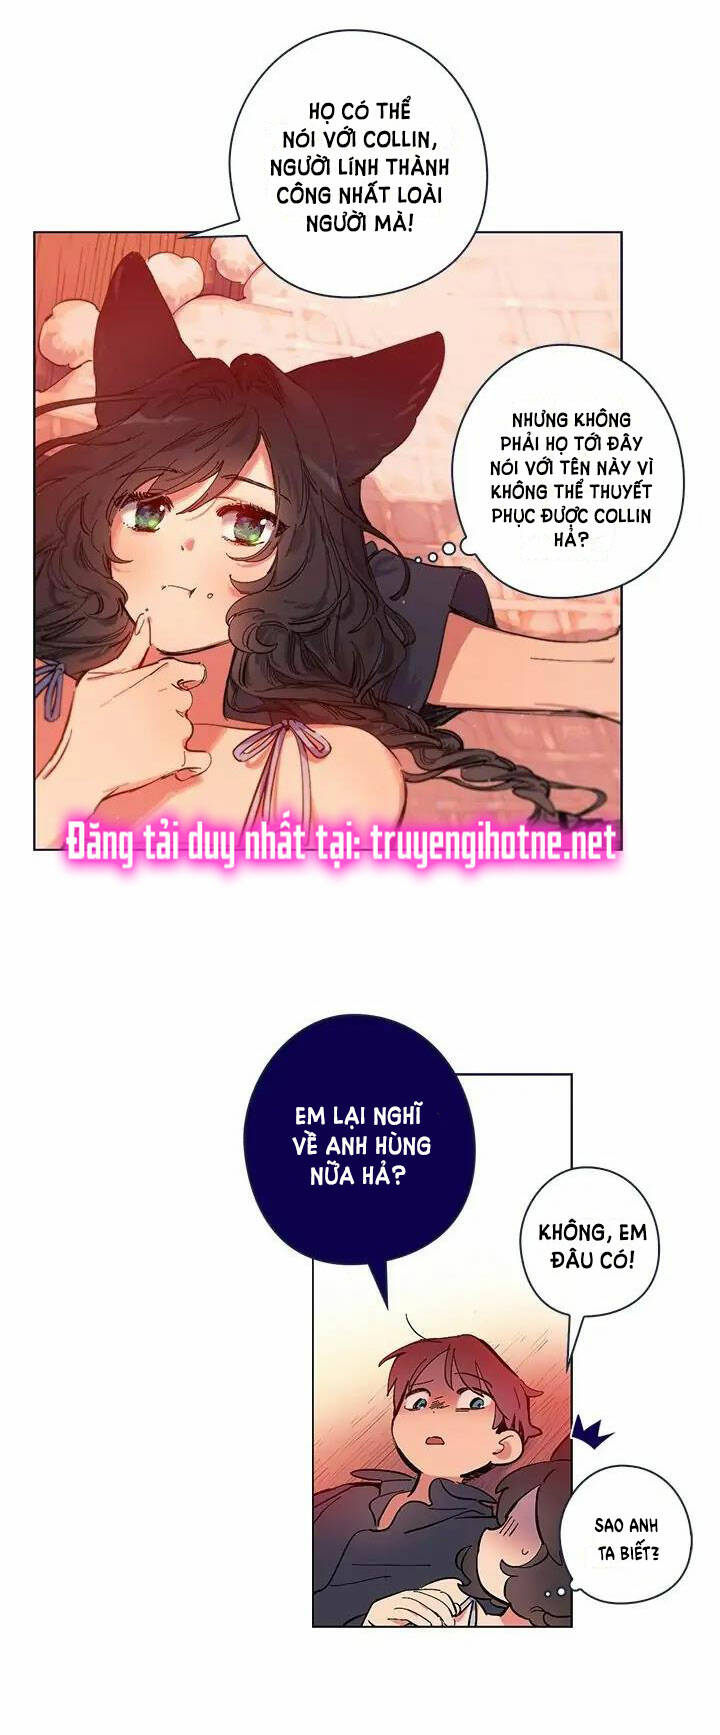 HỌ CÓ THỂ
NÓI VỚI COLLIN,
NGƯỜI LÍNH THÀNH
CÔNG NHẤT LOÀI
NGƯỜI MÀ!
NHƯNG KHÔNG
PHẢI HỌ TỚI ĐÂY
NÓI VỚI TÊN NÀY VÌ
KHÔNG THỂ THUYẾT
PHỤC ĐƯỢC COLLIN
HẢ?
Đăng tải duy nhất tại: truyengihotne.net
EM LẠI NGHĨ
VỀ ANH HÙNG
NỮA HẢ?
KHÔNG, EM
ĐÂU CÓ!
SAO ANH
TA BIẾT?